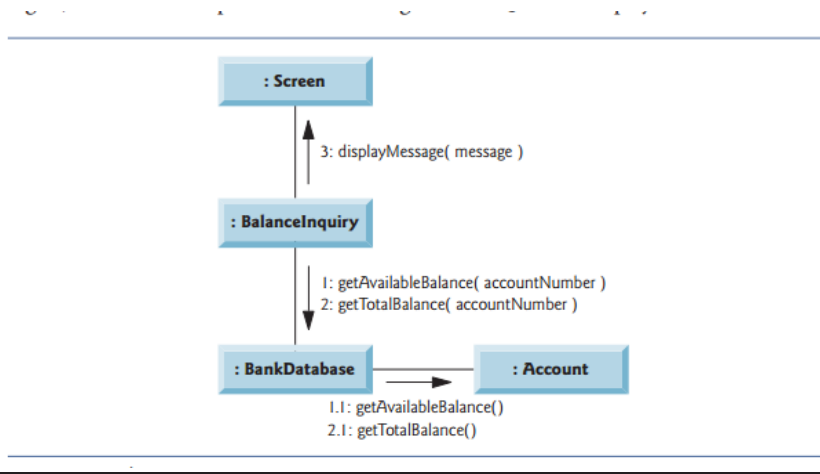 : Screen
3: displayMessage( message )
: BalanceInquiry
1: getAvailableBalance( accountNumber )
2: getTotalBalance( accountNumber )
: BankDatabase
: Account
1.1: getAvailableBalance()
2.1: getTotalBalance()